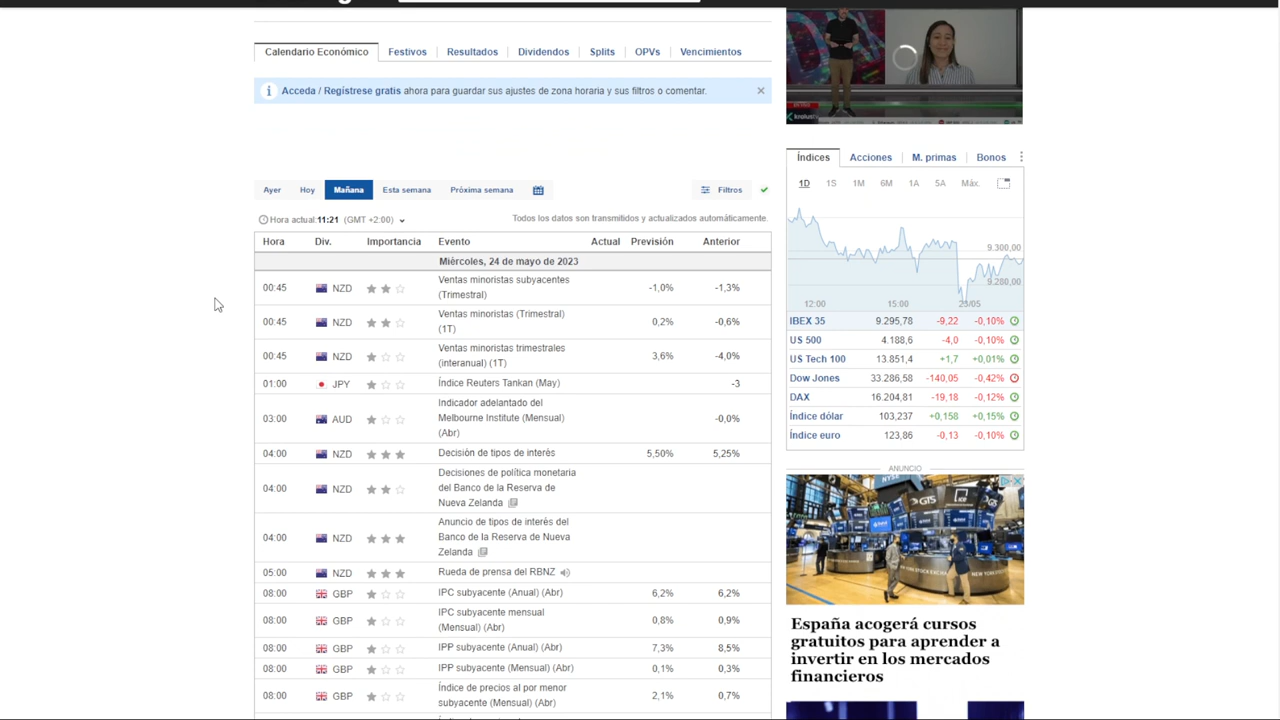 Calendario Económico Festivos Resultados Dividendos Splits OPVs Vencimientos
Acceda / Regístrese gratis ahora para guardar sus ajustes de zona horaria y sus filtros o comentar.
Ayer Hoy Mañana Esta semana Próxima semana Filtros
Hora actual:11:21 (GMT +2:00) Todos los datos son transmitidos y actualizados automáticamente.
Hora Div. Importancia Evento Actual Previsión Anterior
Miércoles, 24 de mayo de 2023
00:45 NZD Ventas minoristas subyacentes
(Trimestral) -1,0% -1,3%
00:45 NZD Ventas minoristas (Trimestral)
(1T) 0,2% -0,6%
00:45 NZD Ventas minoristas trimestrales
(interanual) (1T) 3,6% -4,0%
01:00 JPY Índice Reuters Tankan (May) -3
03:00 AUD Indicador adelantado del
Melbourne Institute (Mensual)
(Abr) -0,0%
04:00 NZD Decisión de tipos de interés 5,50% 5,25%
04:00 NZD Decisiones de política monetaria
del Banco de la Reserva de
Nueva Zelanda
04:00 NZD Anuncio de tipos de interés del
Banco de la Reserva de Nueva
Zelanda
05:00 NZD Rueda de prensa del RBNZ
08:00 GBP IPC subyacente (Anual) (Abr) 6,2% 6,2%
08:00 GBP IPC subyacente mensual
(Mensual) (Abr) 0,8% 0,9%
08:00 GBP IPP subyacente (Anual) (Abr) 7,3% 8,5%
08:00 GBP IPP subyacente (Mensual) (Abr) 0,1% 0,3%
08:00 GBP Índice de precios al por menor
subyacente (Mensual) (Abr) 2,1% 0,7%
Índices Acciones M. primas Bonos
1D 1S 1M 6M 1A 5A Máx.
9.300,00
9.280,00
12:00 15:00 23/05
IBEX 35 9.295,78 -9,22 -0,10%
US 500 4.188,6 -4,0 -0,10%
US Tech 100 13.851,4 +1,7 +0,01%
Dow Jones 33.286,58 -140,05 -0,42%
DAX 16.204,81 -19,18 -0,12%
Índice dólar 103,237 +0,158 +0,15%
Índice euro 123,86 -0,13 -0,10%
ANUNCIO
NYSE
GTS
NEW YORK STOCK EXCHANGE
España acogerá cursos
gratuitos para aprender a
invertir en los mercados
financieros